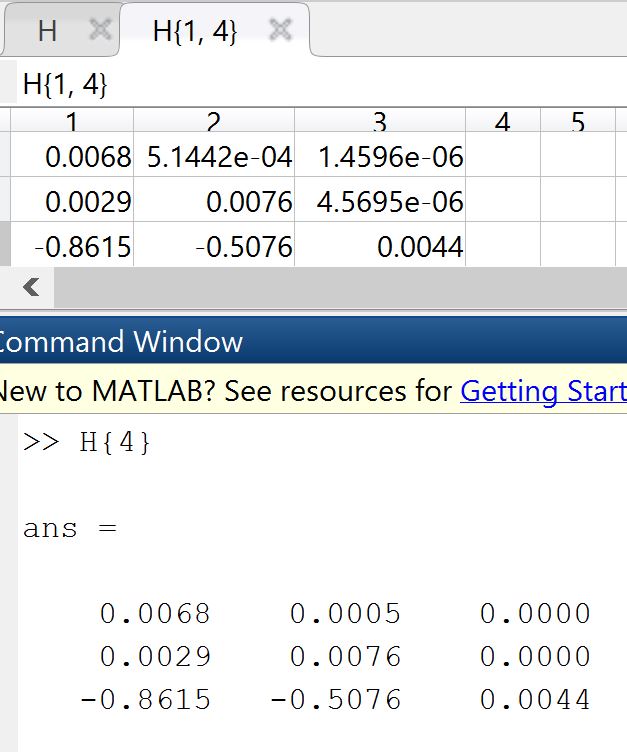 H H{1, 4}
H{1, 4}
1 2 3 4 5
0.0068 5.1442e-04 1.4596e-06
0.0029 0.0076 4.5695e-06
-0.8615 -0.5076 0.0044
Command Window
New to MATLAB? See resources for Getting Start
>> H{4}
ans =
0.0068 0.0005 0.0000
0.0029 0.0076 0.0000
-0.8615 -0.5076 0.0044